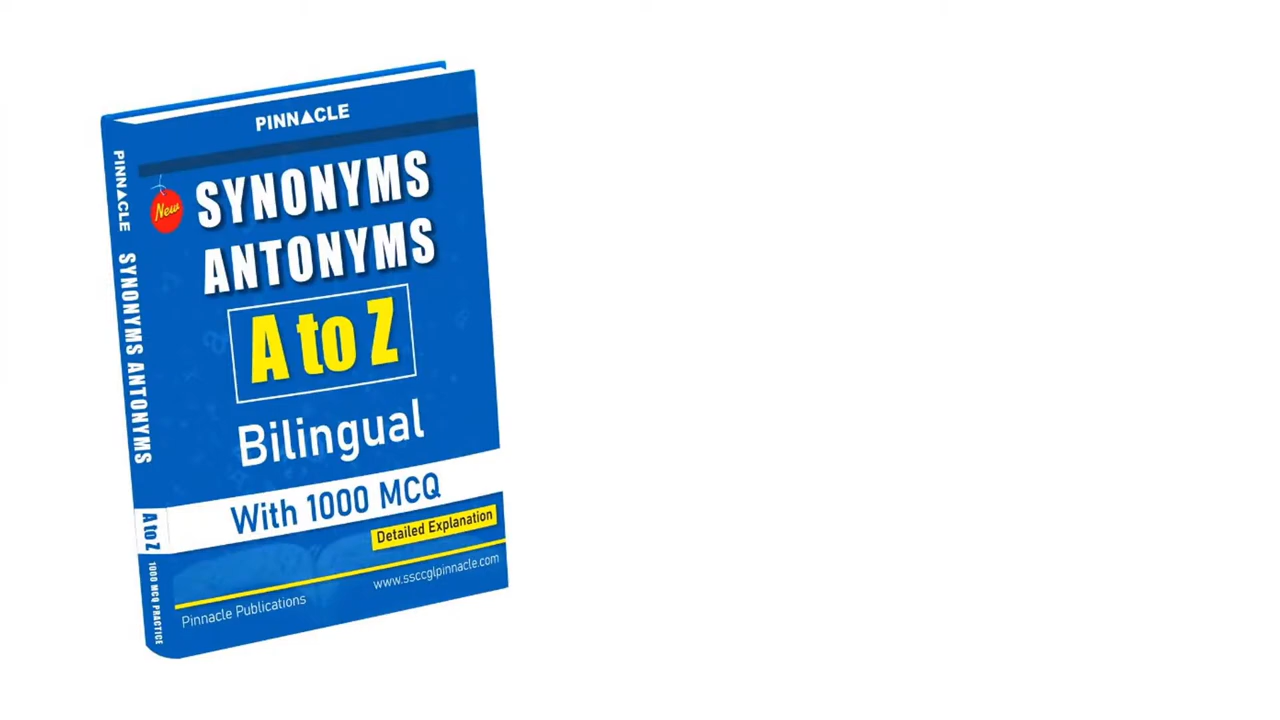 PINNACLE
SYNONYMS ANTONYMS
A to Z
1000 MCQ PRACTICE
PINNACLE
New
SYNONYMS
ANTONYMS
A to Z
Bilingual
With 1000 MCQ
Detailed Explanation
www.ssccglpinnacle.com
Pinnacle Publications